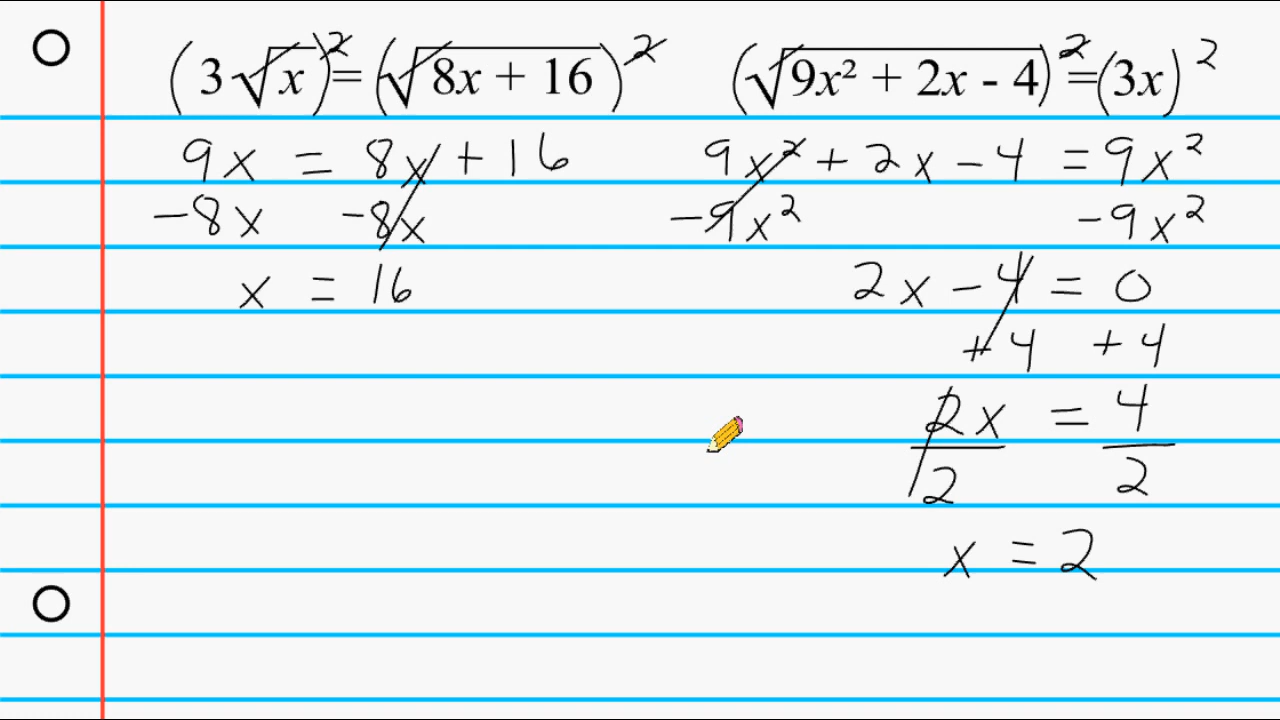 (3√x)² = (√(8x + 16))²
9x = 8x + 16
-8x -8x
x = 16
(√(9x² + 2x - 4))² = (3x)²
9x² + 2x - 4 = 9x²
-9x² -9x²
2x - 4 = 0
+4 +4
2x = 4
2 2
x = 2